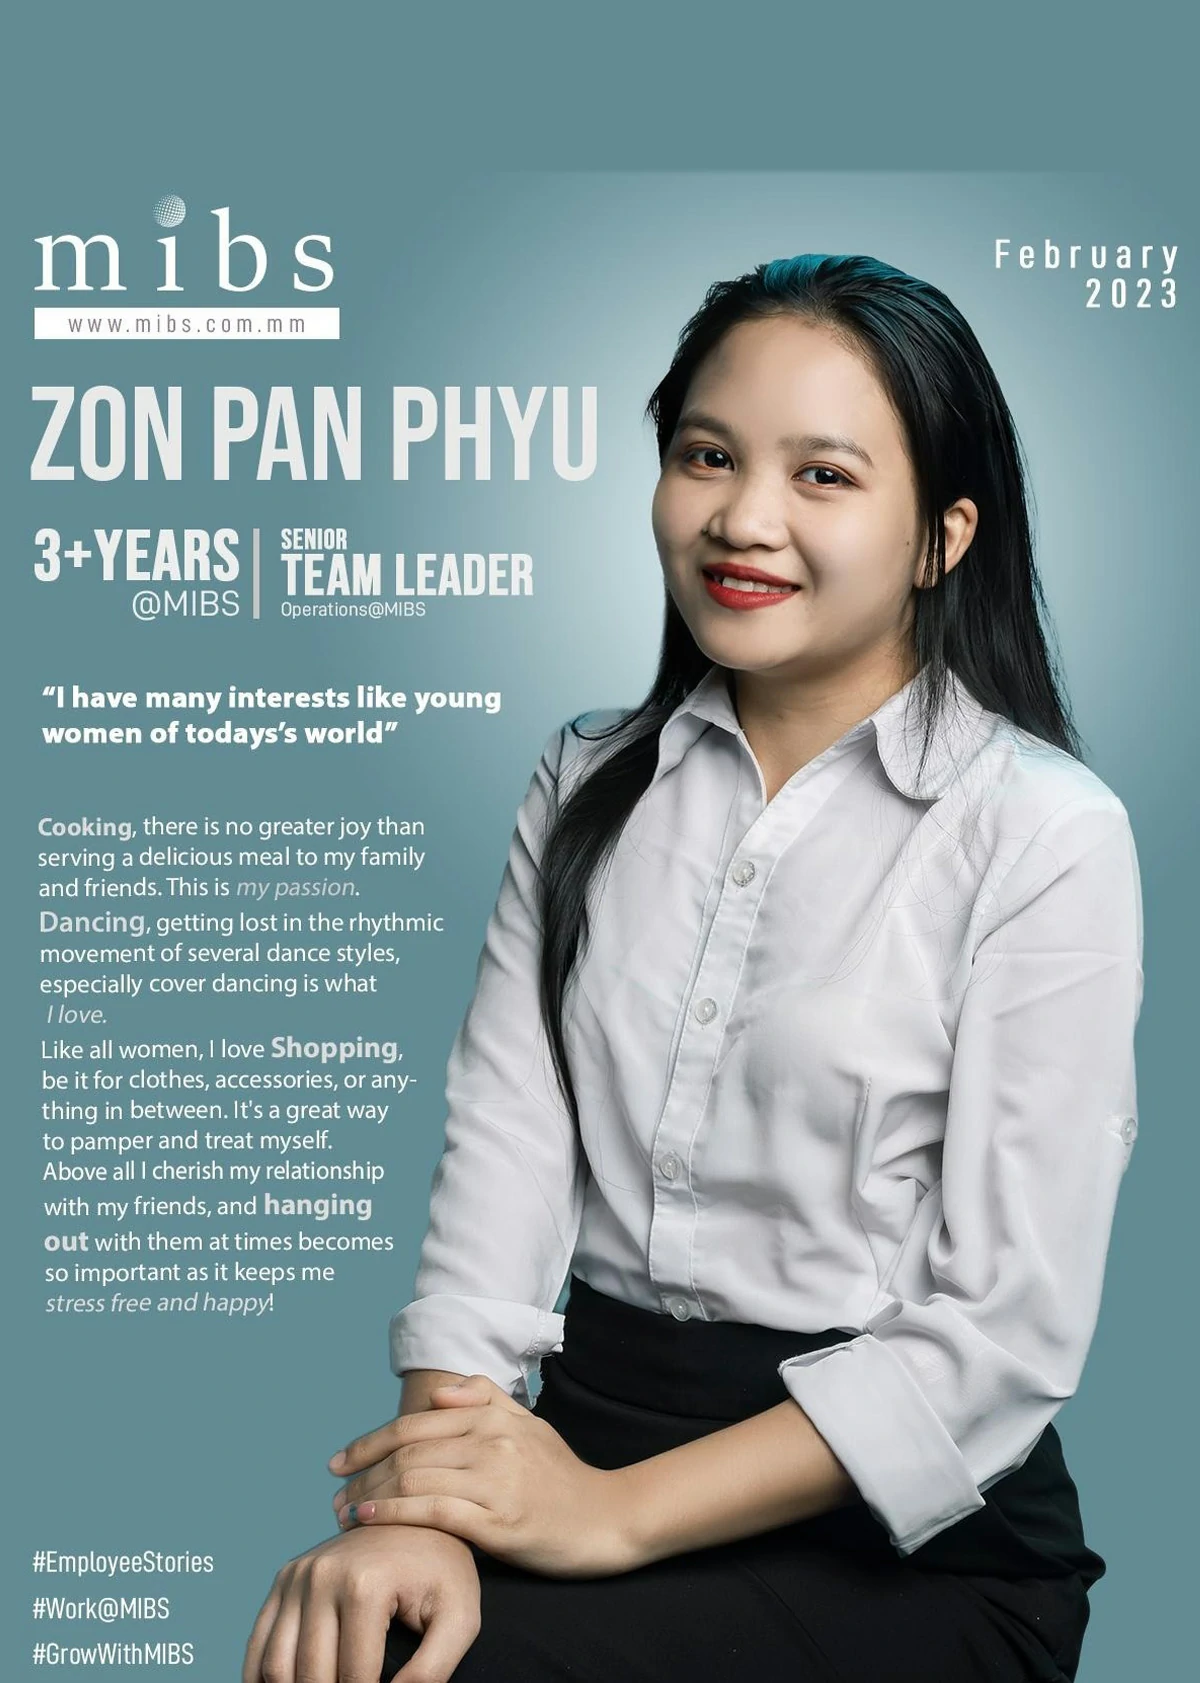 mibs
www.mibs.com.mm
February
2023
ZON PAN PHYU
3+YEARS
@MIBS
SENIOR
TEAM LEADER
Operations@MIBS
“I have many interests like young
women of todays’s world”
Cooking, there is no greater joy than
serving a delicious meal to my family
and friends. This is my passion.
Dancing, getting lost in the rhythmic
movement of several dance styles,
especially cover dancing is what
I love.
Like all women, I love Shopping,
be it for clothes, accessories, or any-
thing in between. It's a great way
to pamper and treat myself.
Above all I cherish my relationship
with my friends, and hanging
out with them at times becomes
so important as it keeps me
stress free and happy!
#EmployeeStories
#Work@MIBS
#GrowWithMIBS